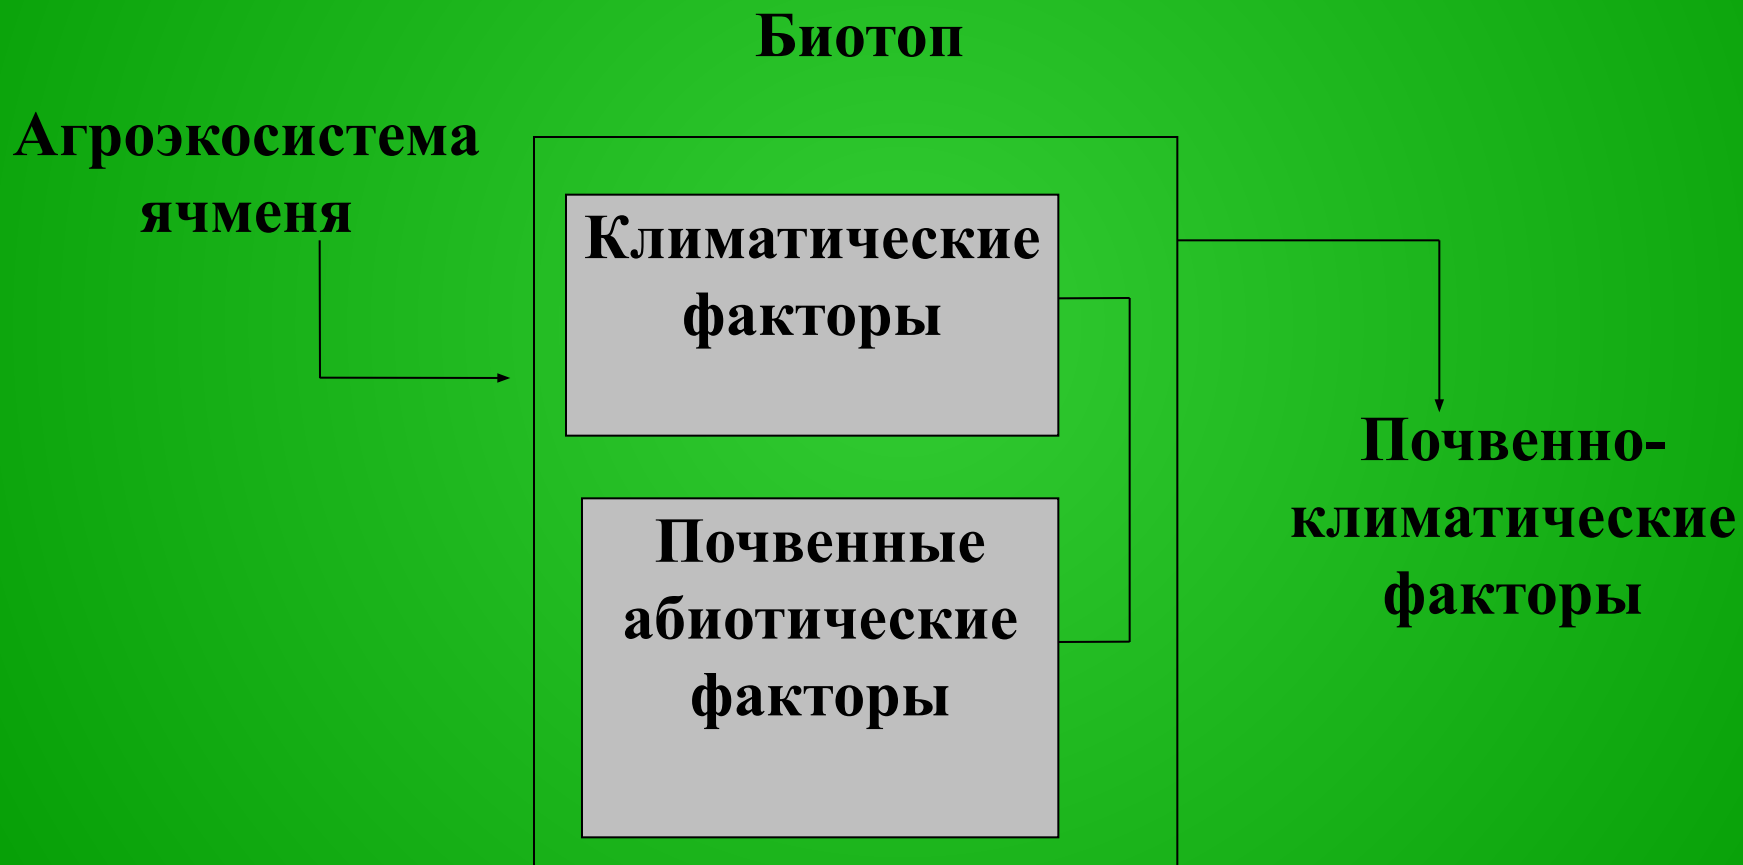 Биотоп
Агроэкосистема
ячменя
Климатические
факторы
Почвенные
абиотические
факторы
Почвенно-
климатические
факторы